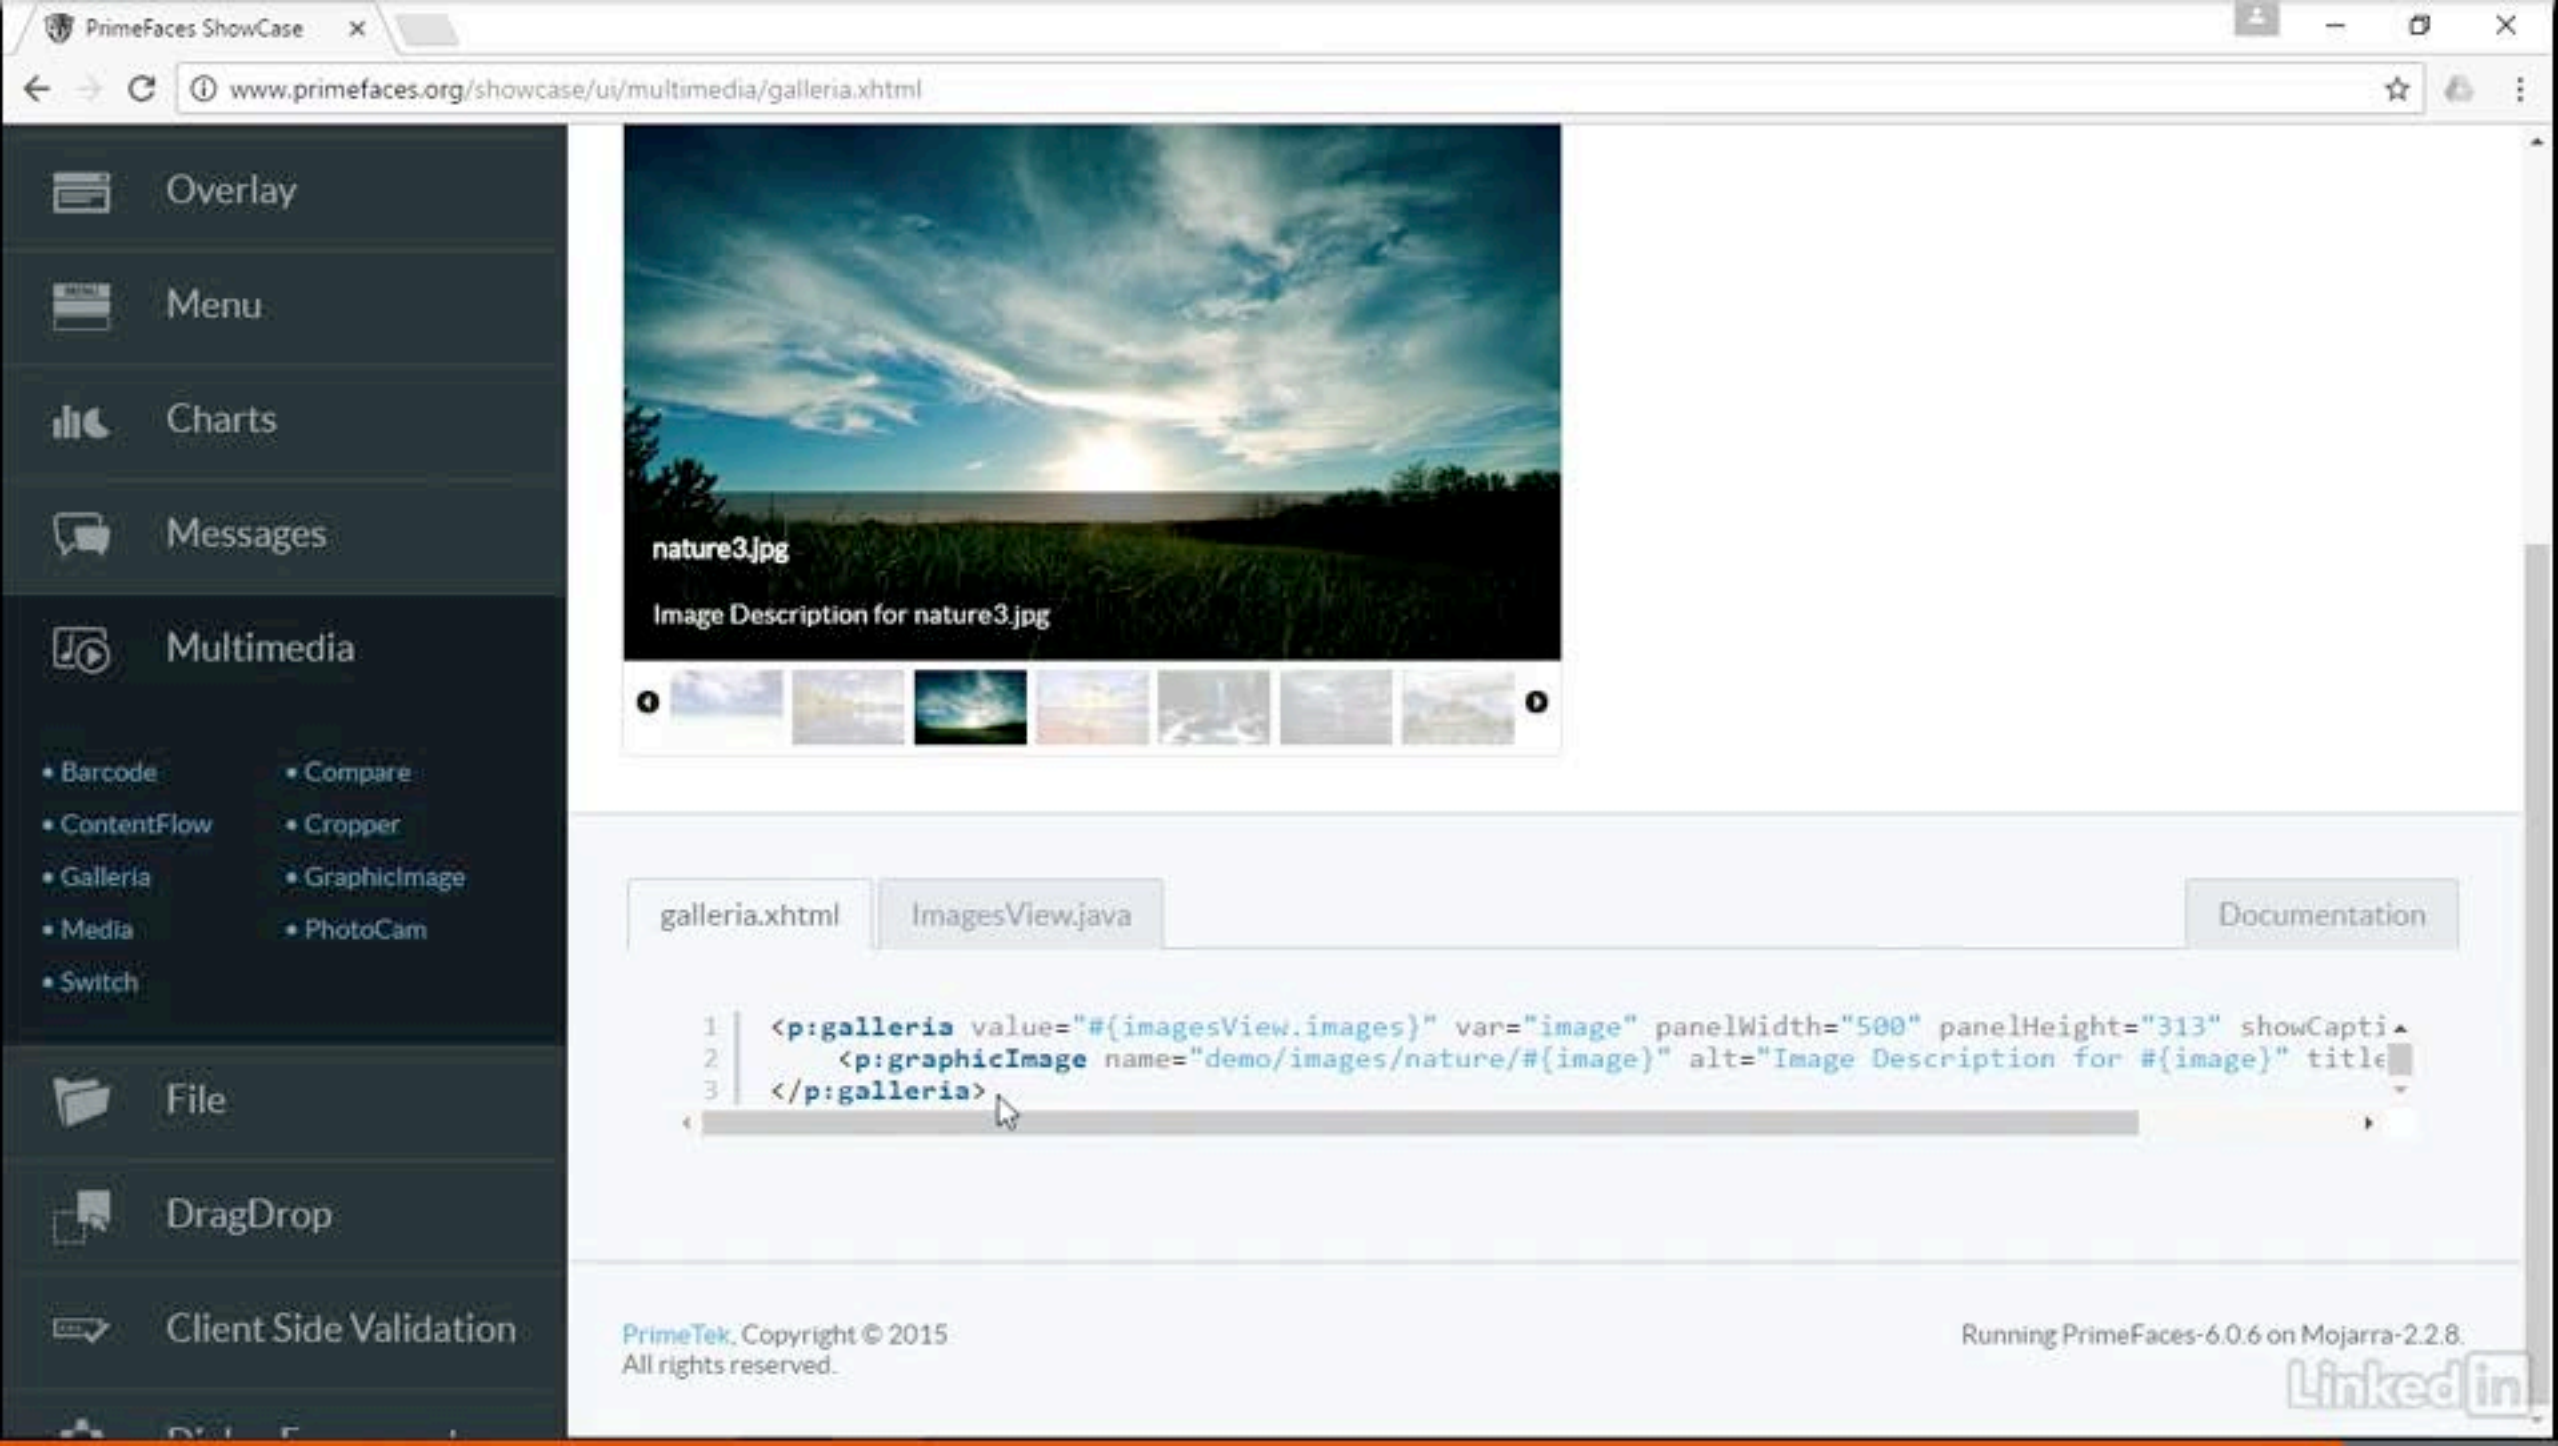 PrimeFaces ShowCase
www.primefaces.org/showcase/ui/multimedia/galleria.xhtml
Overlay
MENU
Menu
Charts
Messages
Multimedia
• Barcode
• Compare
• ContentFlow
• Cropper
• Galleria
• GraphicImage
• Media
• PhotoCam
• Switch
File
DragDrop
Client Side Validation
nature3.jpg
Image Description for nature3.jpg
galleria.xhtml
ImagesView.java
Documentation
1 <p:galleria value="#{imagesView.images}" var="image" panelWidth="500" panelHeight="313" showCapti
2 <p:graphicImage name="demo/images/nature/#{image}" alt="Image Description for #{image}" title
3 </p:galleria>
PrimeTek, Copyright © 2015
All rights reserved.
Running PrimeFaces-6.0.6 on Mojarra-2.2.8.
Linked in